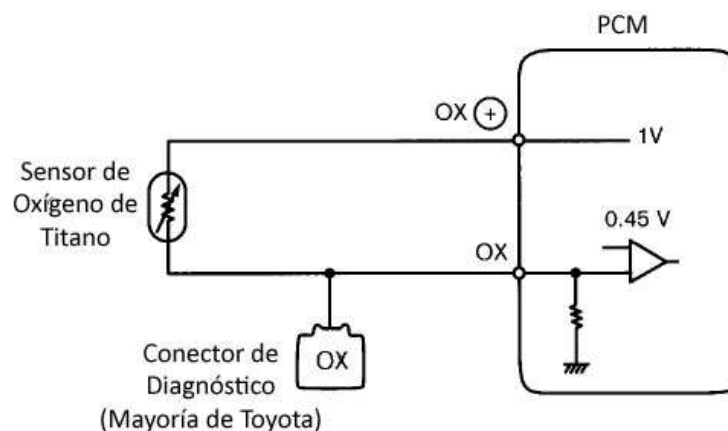 PCM
OX +
1V
Sensor de
Oxígeno de
Titano
0.45 V
OX
OX
Conector de
Diagnóstico
(Mayoría de Toyota)